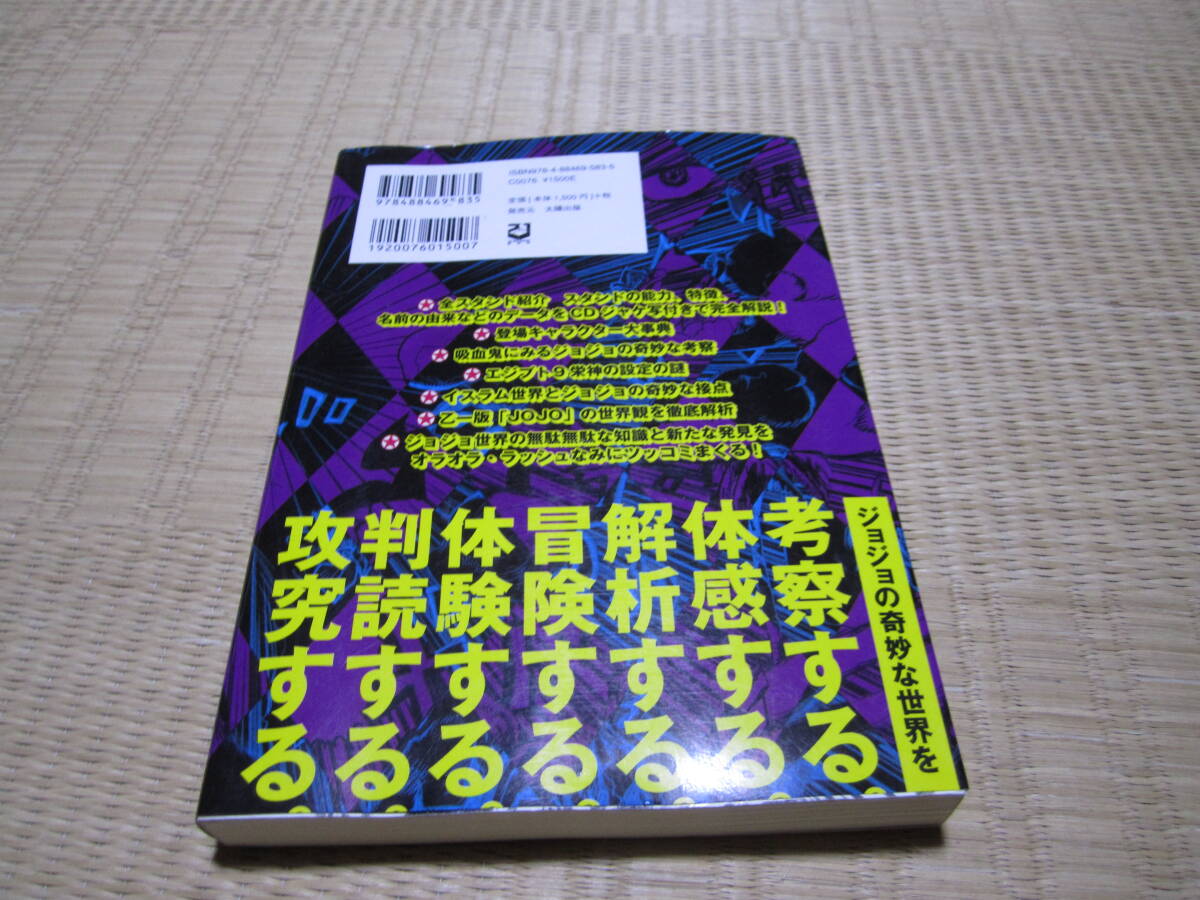 ISBN978-4-88469-583-5
C0076 ¥1500E
定価[本体1,500円]+税
発売元 太陽出版
9784884695835
1920076015007
全スタンド紹介 スタンドの能力、特徴、
名前の由来などのデータをCDジャケ写付きで完全解説！
登場キャラクター大事典
吸血鬼にみるジョジョの奇妙な考察
エジプト9栄神の設定の謎
イスラム世界とジョジョの奇妙な接点
乙一版「JOJO」の世界観を徹底解析
ジョジョ世界の無駄無駄な知識と新たな発見を
オラオラ・ラッシュなみにツッコミまくる！
ジョジョの奇妙な世界を
考察する。
体感する。
解析する。
冒険する。
体験する。
判読する。
攻究する。